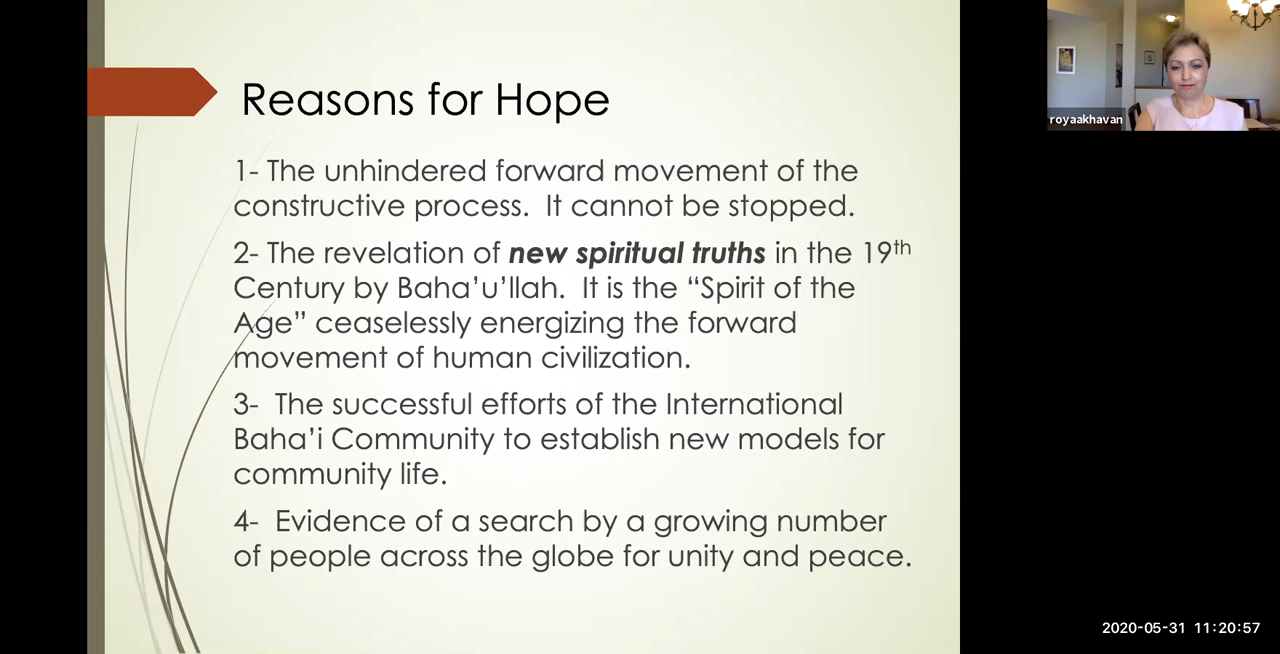 Reasons for Hope
1- The unhindered forward movement of the
constructive process.  It cannot be stopped.
2- The revelation of new spiritual truths in the 19th
Century by Baha’u’llah.  It is the “Spirit of the
Age” ceaselessly energizing the forward
movement of human civilization.
3-  The successful efforts of the International
Baha’i Community to establish new models for
community life.
4-  Evidence of a search by a growing number
of people across the globe for unity and peace.
royaakhavan
2020-05-31 11:20:57